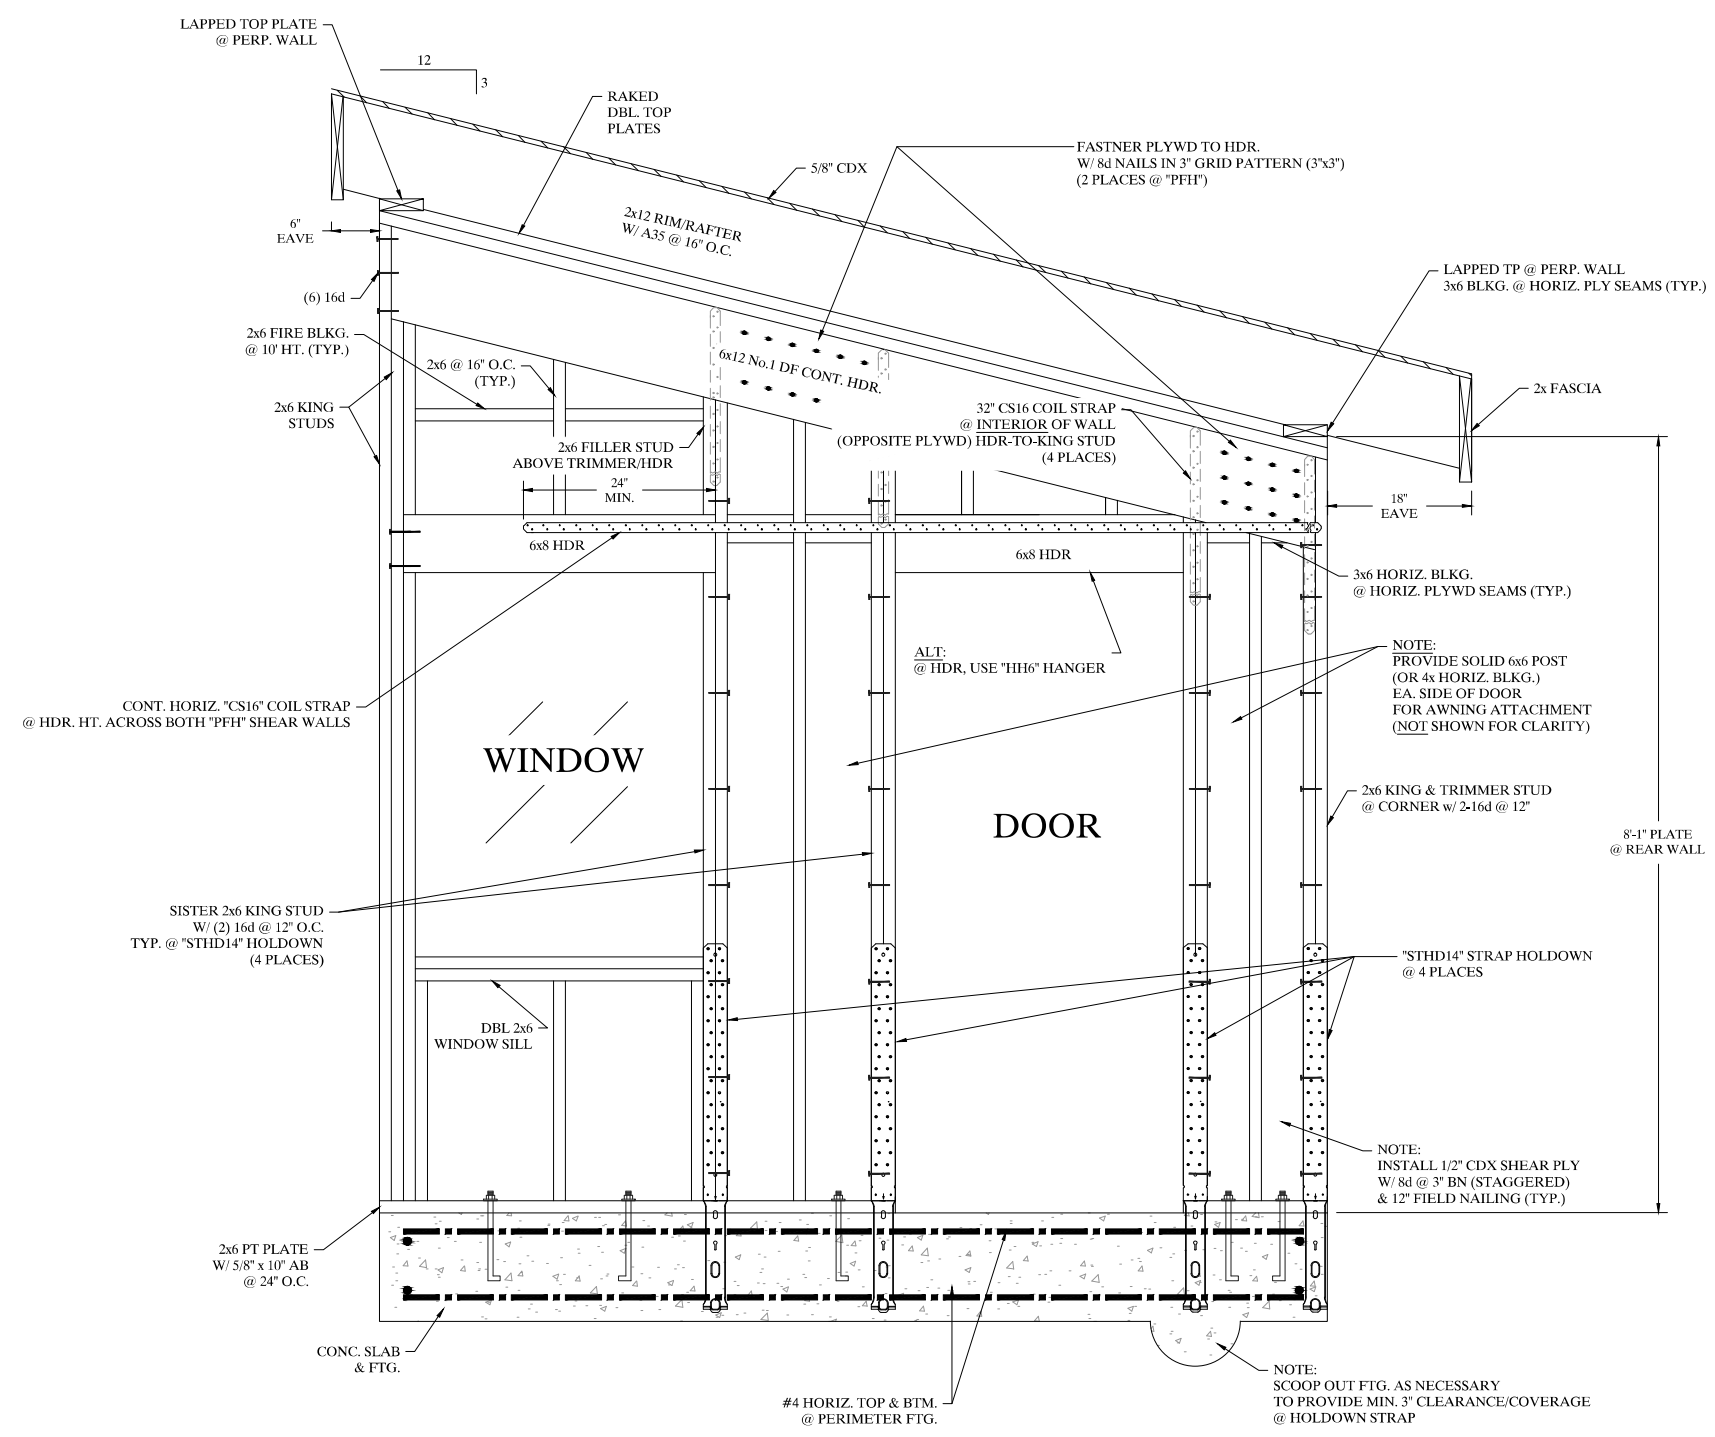 LAPPED TOP PLATE
@ PERP. WALL
12
3
RAKED
DBL. TOP
PLATES
5/8" CDX
FASTNER PLYWD TO HDR.
W/ 8d NAILS IN 3" GRID PATTERN (3"x3")
(2 PLACES @ "PFH")
2x12 RIM/RAFTER
W/ A35 @ 16" O.C.
6"
EAVE
(6) 16d
LAPPED TP @ PERP. WALL
3x6 BLKG. @ HORIZ. PLY SEAMS (TYP.)
2x6 FIRE BLKG.
@ 10' HT. (TYP.)
2x6 @ 16" O.C.
(TYP.)
6x12 No.1 DF CONT. HDR.
2x FASCIA
2x6 KING
STUDS
32" CS16 COIL STRAP
@ INTERIOR OF WALL
(OPPOSITE PLYWD) HDR-TO-KING STUD
(4 PLACES)
2x6 FILLER STUD
ABOVE TRIMMER/HDR
24"
MIN.
18"
EAVE
6x8 HDR
6x8 HDR
3x6 HORIZ. BLKG.
@ HORIZ. PLYWD SEAMS (TYP.)
ALT:
@ HDR, USE "HH6" HANGER
NOTE:
PROVIDE SOLID 6x6 POST
(OR 4x HORIZ. BLKG.)
EA. SIDE OF DOOR
FOR AWNING ATTACHMENT
(NOT SHOWN FOR CLARITY)
CONT. HORIZ. "CS16" COIL STRAP
@ HDR. HT. ACROSS BOTH "PFH" SHEAR WALLS
WINDOW
DOOR
2x6 KING & TRIMMER STUD
@ CORNER w/ 2-16d @ 12"
8'-1" PLATE
@ REAR WALL
SISTER 2x6 KING STUD
W/ (2) 16d @ 12" O.C.
TYP. @ "STHD14" HOLDOWN
(4 PLACES)
"STHD14" STRAP HOLDOWN
@ 4 PLACES
DBL 2x6
WINDOW SILL
NOTE:
INSTALL 1/2" CDX SHEAR PLY
W/ 8d @ 3" BN (STAGGERED)
& 12" FIELD NAILING (TYP.)
2x6 PT PLATE
W/ 5/8" x 10" AB
@ 24" O.C.
CONC. SLAB
& FTG.
#4 HORIZ. TOP & BTM.
@ PERIMETER FTG.
NOTE:
SCOOP OUT FTG. AS NECESSARY
TO PROVIDE MIN. 3" CLEARANCE/COVERAGE
@ HOLDOWN STRAP